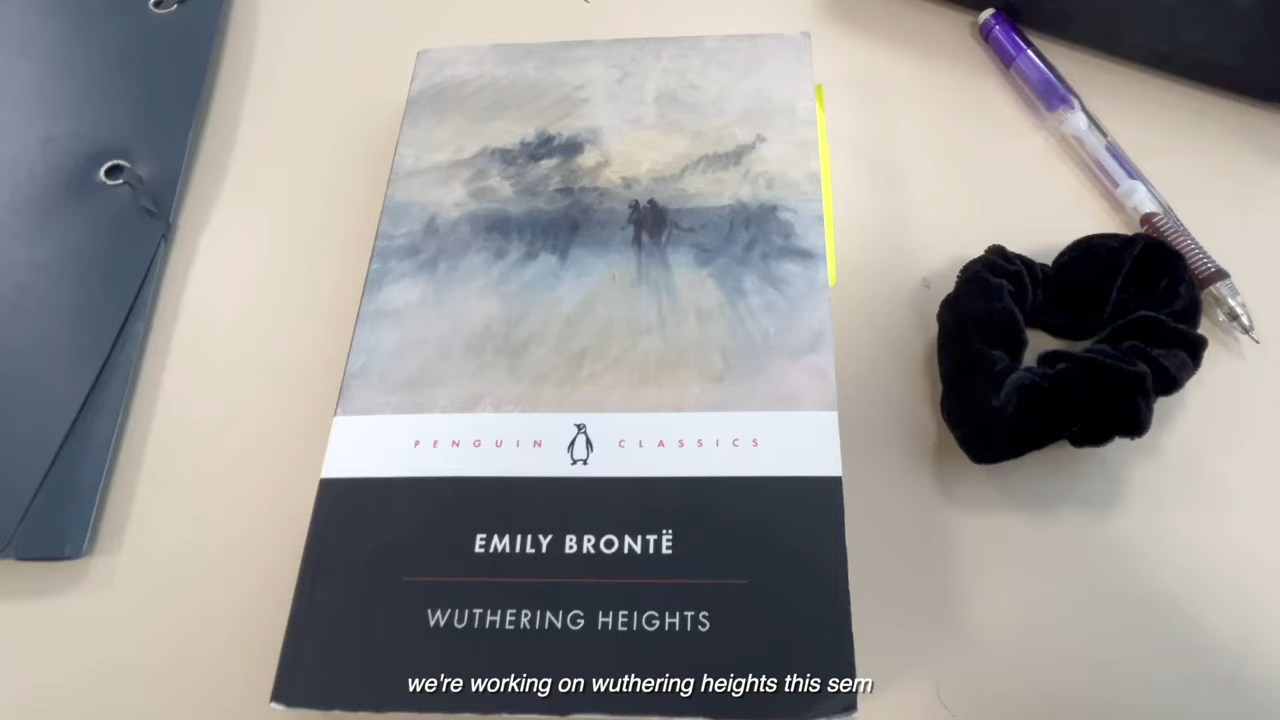 PENGUIN CLASSICS
EMILY BRONTË
WUTHERING HEIGHTS
we're working on wuthering heights this sem